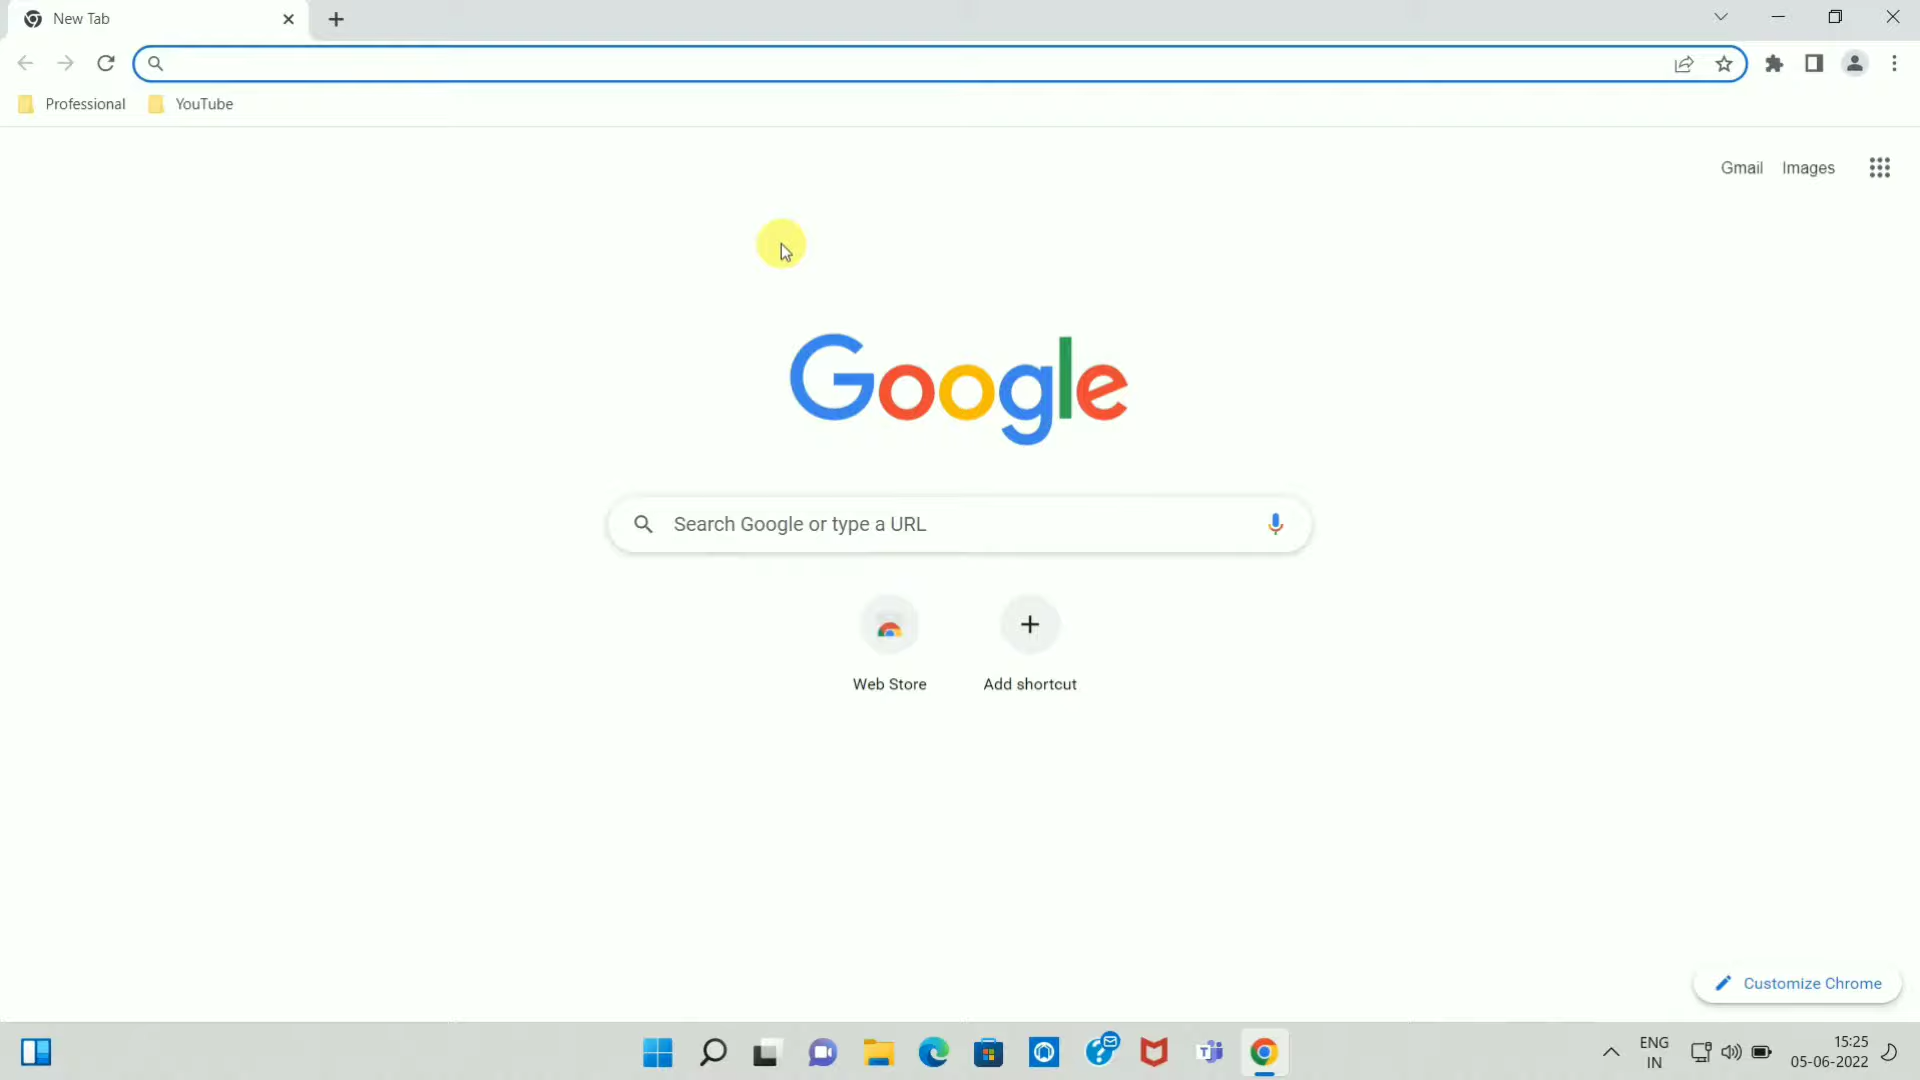 New Tab
Professional YouTube
Gmail Images
Google
Search Google or type a URL
Web Store Add shortcut
Customize Chrome
ENG
IN
15:25
05-06-2022